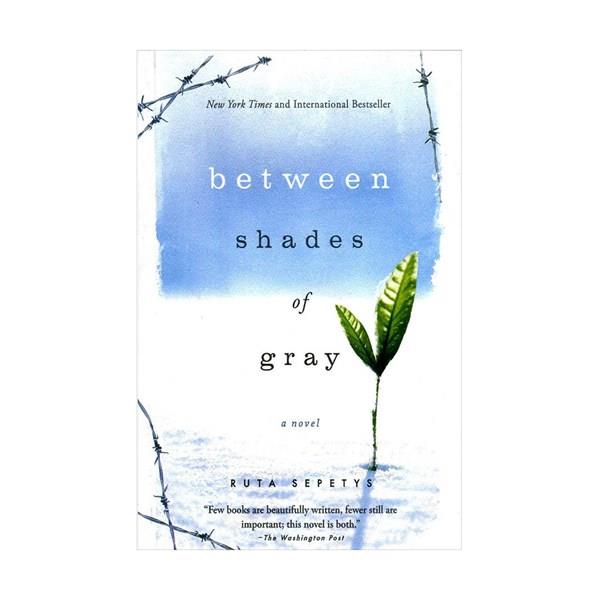 New York Times and International Bestseller
between
shades
of
gray
a novel
RUTA SEPETYS
“Few books are beautifully written, fewer still are
important; this novel is both.”
—The Washington Post